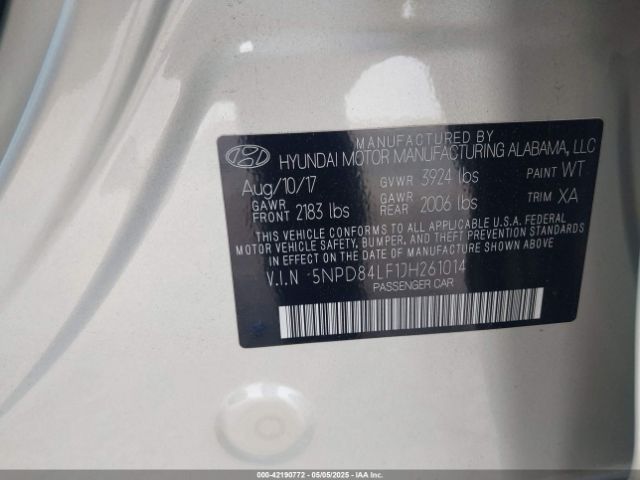 MANUFACTURED BY
HYUNDAI MOTOR MANUFACTURING ALABAMA, LLC
Aug/10/17 GVWR 3924 lbs PAINT WT
GAWR FRONT 2183 lbs GAWR REAR 2006 lbs TRIM XA
THIS VEHICLE CONFORMS TO ALL APPLICABLE U.S.A. FEDERAL
MOTOR VEHICLE SAFETY, BUMPER, AND THEFT PREVENTION
STANDARDS IN EFFECT ON THE DATE OF MANUFACTURE SHOWN ABOVE.
V.I.N 5NPD84LF1JH261014
PASSENGER CAR
000-42190772 - 05/05/2025 - IAAI.COM